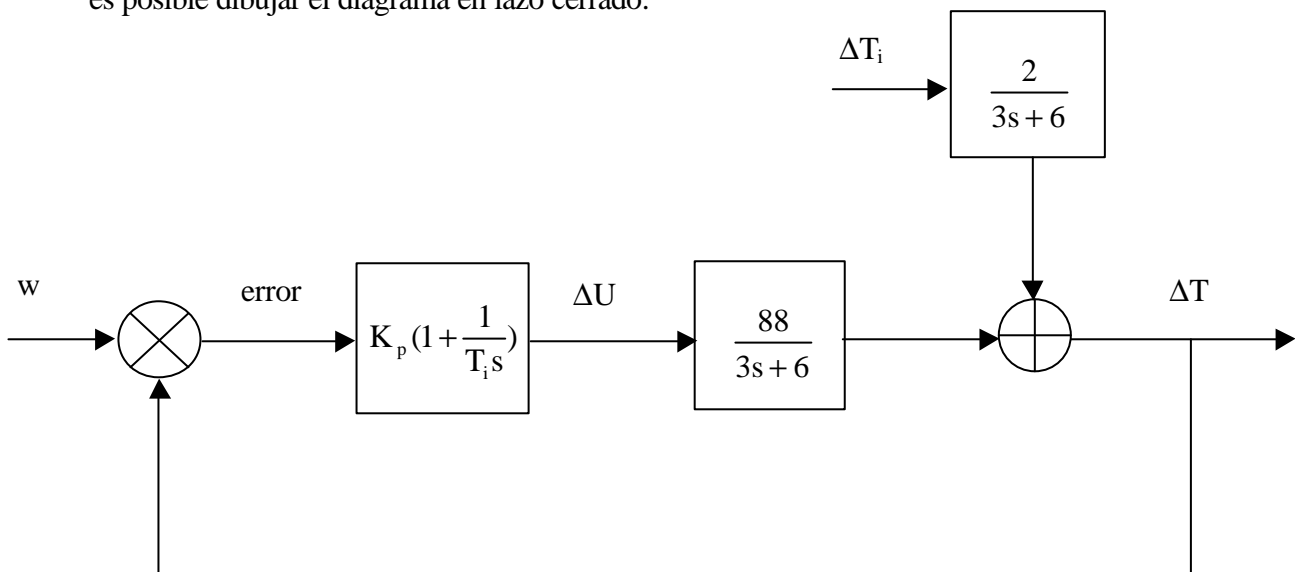 es posible dibujar el diagrama en lazo cerrado.
ΔTᵢ
2
3s + 6
w
error
Kₚ(1 + 1/(Tᵢs))
ΔU
88
3s + 6
ΔT